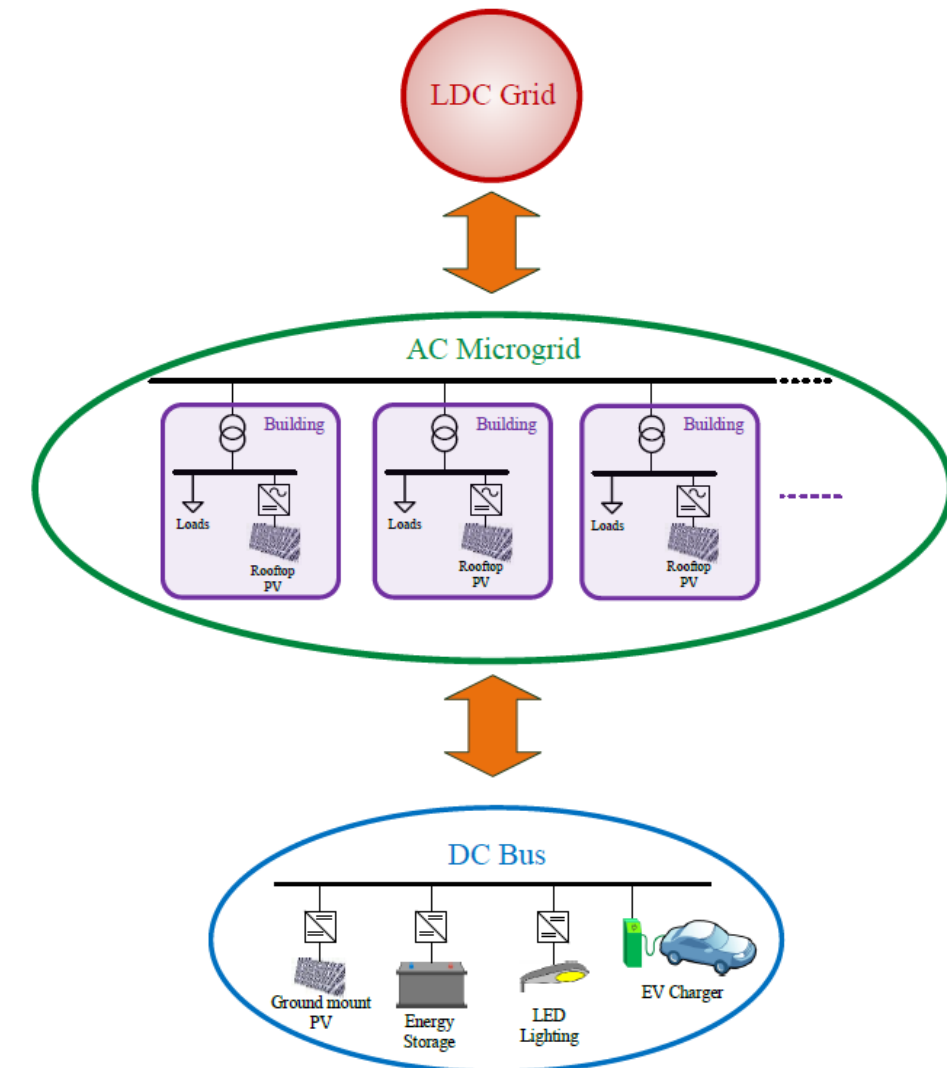 LDC Grid
AC Microgrid
Building
Building
Building
Loads
Loads
Loads
Rooftop
PV
Rooftop
PV
Rooftop
PV
DC Bus
Ground mount
PV
Energy
Storage
LED
Lighting
EV Charger